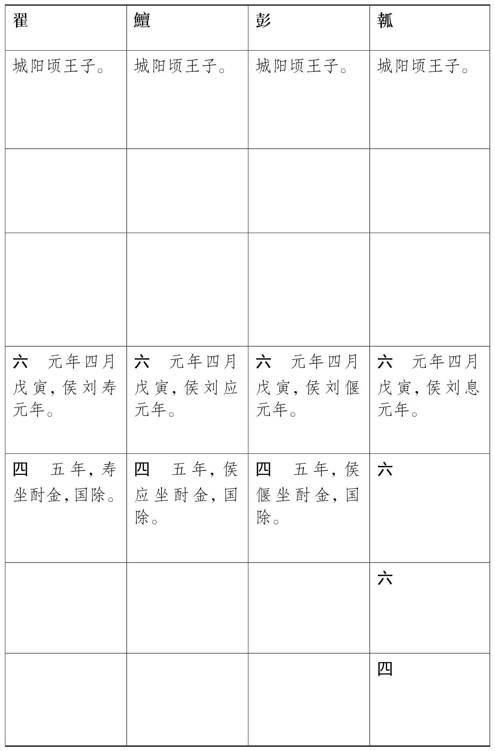 翟 鱣 彭 瓡
城阳顷王子。 城阳顷王子。 城阳顷王子。 城阳顷王子。
六 元年四月 六 元年四月 六 元年四月 六 元年四月
戊寅，侯刘寿 戊寅，侯刘应 戊寅，侯刘偃 戊寅，侯刘息
元年。 元年。 元年。 元年。
四 五年，寿 四 五年，侯 四 五年，侯 六
坐酎金，国除。 应坐酎金，国 偃坐酎金，国
除。 除。
六
四